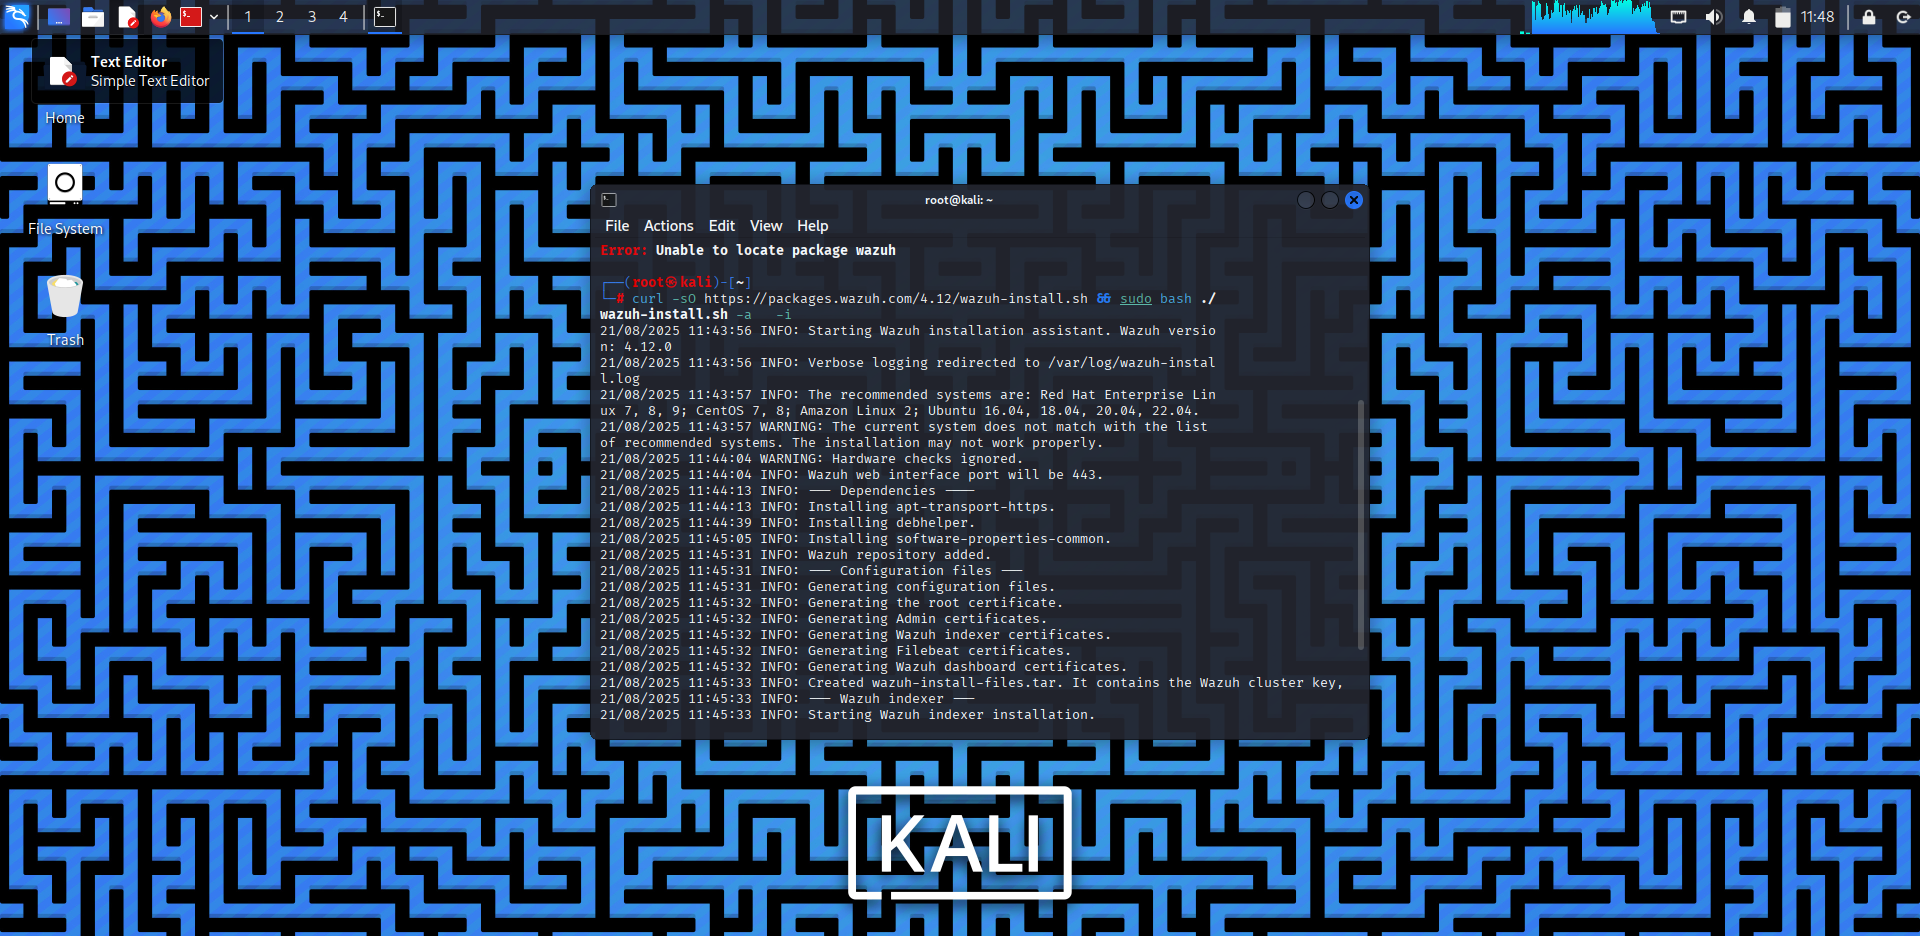 1 2 3 4
11:48
Text Editor
Simple Text Editor
Home
File System
Trash
root@kali: ~
File Actions Edit View Help
Error: Unable to locate package wazuh
┌──(root㉿kali)-[~]
└─# curl -sO https://packages.wazuh.com/4.12/wazuh-install.sh && sudo bash ./
wazuh-install.sh -a -i
21/08/2025 11:43:56 INFO: Starting Wazuh installation assistant. Wazuh versio
n: 4.12.0
21/08/2025 11:43:56 INFO: Verbose logging redirected to /var/log/wazuh-instal
l.log
21/08/2025 11:43:57 INFO: The recommended systems are: Red Hat Enterprise Lin
ux 7, 8, 9; CentOS 7, 8; Amazon Linux 2; Ubuntu 16.04, 18.04, 20.04, 22.04.
21/08/2025 11:43:57 WARNING: The current system does not match with the list
of recommended systems. The installation may not work properly.
21/08/2025 11:44:04 WARNING: Hardware checks ignored.
21/08/2025 11:44:04 INFO: Wazuh web interface port will be 443.
21/08/2025 11:44:13 INFO: --- Dependencies ----
21/08/2025 11:44:13 INFO: Installing apt-transport-https.
21/08/2025 11:44:39 INFO: Installing debhelper.
21/08/2025 11:45:05 INFO: Installing software-properties-common.
21/08/2025 11:45:31 INFO: Wazuh repository added.
21/08/2025 11:45:31 INFO: --- Configuration files ---
21/08/2025 11:45:31 INFO: Generating configuration files.
21/08/2025 11:45:32 INFO: Generating the root certificate.
21/08/2025 11:45:32 INFO: Generating Admin certificates.
21/08/2025 11:45:32 INFO: Generating Wazuh indexer certificates.
21/08/2025 11:45:32 INFO: Generating Filebeat certificates.
21/08/2025 11:45:32 INFO: Generating Wazuh dashboard certificates.
21/08/2025 11:45:33 INFO: Created wazuh-install-files.tar. It contains the Wazuh cluster key,
21/08/2025 11:45:33 INFO: --- Wazuh indexer ---
21/08/2025 11:45:33 INFO: Starting Wazuh indexer installation.
KALI